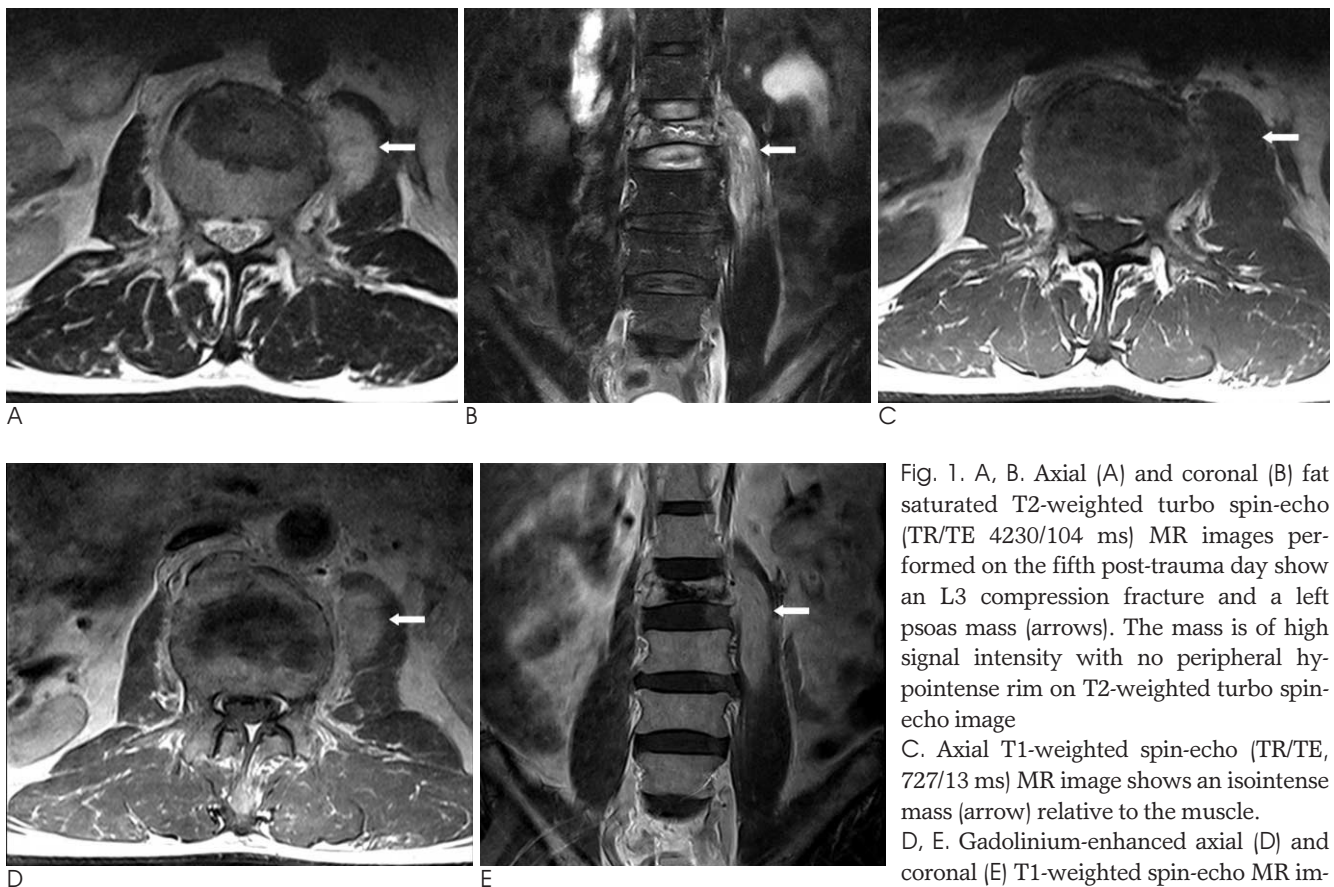 A
B
C
D
E
Fig. 1. A, B. Axial (A) and coronal (B) fat
saturated T2-weighted turbo spin-echo
(TR/TE 4230/104 ms) MR images per-
formed on the fifth post-trauma day show
an L3 compression fracture and a left
psoas mass (arrows). The mass is of high
signal intensity with no peripheral hy-
pointense rim on T2-weighted turbo spin-
echo image
C. Axial T1-weighted spin-echo (TR/TE,
727/13 ms) MR image shows an isointense
mass (arrow) relative to the muscle.
D, E. Gadolinium-enhanced axial (D) and
coronal (E) T1-weighted spin-echo MR im-